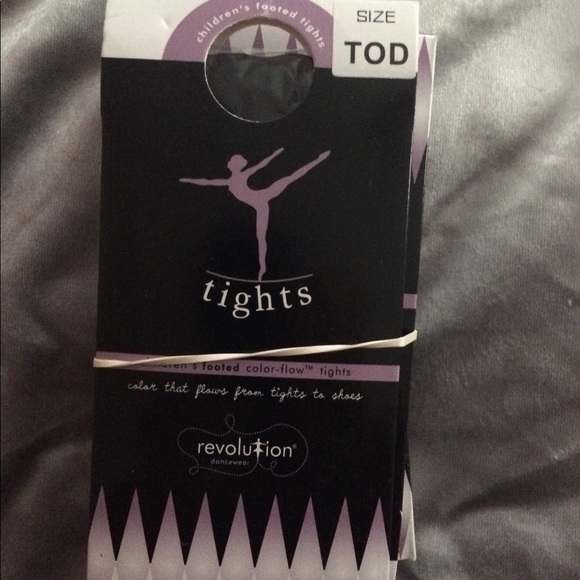 children's footed tights
SIZE
TOD
tights
footed color-flow™ tights
color that flows from tights to shoes
revolution®
dancewear